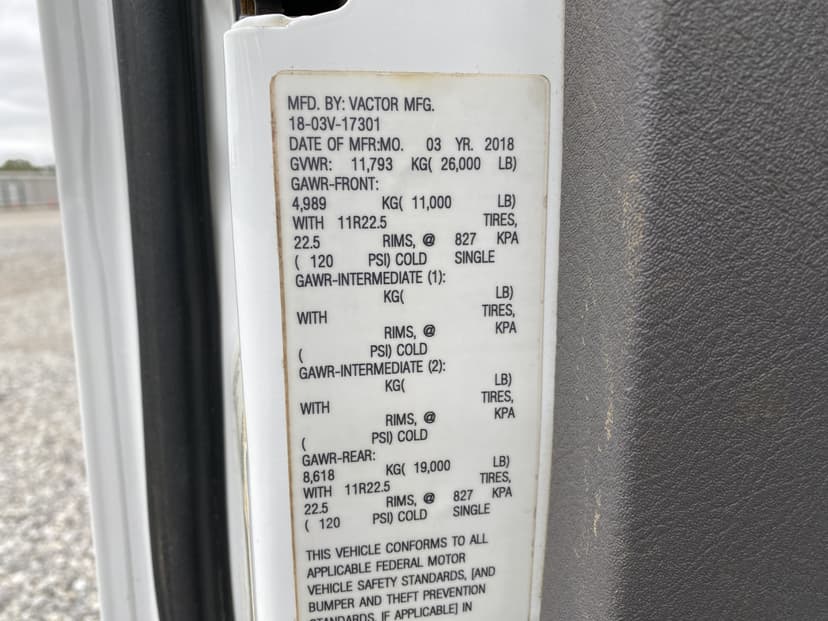 MFD. BY: VACTOR MFG.
18-03V-17301
DATE OF MFR:MO. 03 YR. 2018
GVWR: 11,793 KG( 26,000 LB)
GAWR-FRONT:
4,989 KG( 11,000 LB)
WITH 11R22.5 TIRES,
22.5 RIMS, @ 827 KPA
( 120 PSI) COLD SINGLE
GAWR-INTERMEDIATE (1):
KG( LB)
WITH TIRES,
RIMS, @ KPA
( PSI) COLD
GAWR-INTERMEDIATE (2):
KG( LB)
WITH TIRES,
RIMS, @ KPA
( PSI) COLD
GAWR-REAR:
8,618 KG( 19,000 LB)
WITH 11R22.5 TIRES,
22.5 RIMS, @ 827 KPA
( 120 PSI) COLD SINGLE
THIS VEHICLE CONFORMS TO ALL
APPLICABLE FEDERAL MOTOR
VEHICLE SAFETY STANDARDS, [AND
BUMPER AND THEFT PREVENTION
STANDARDS, IF APPLICABLE] IN